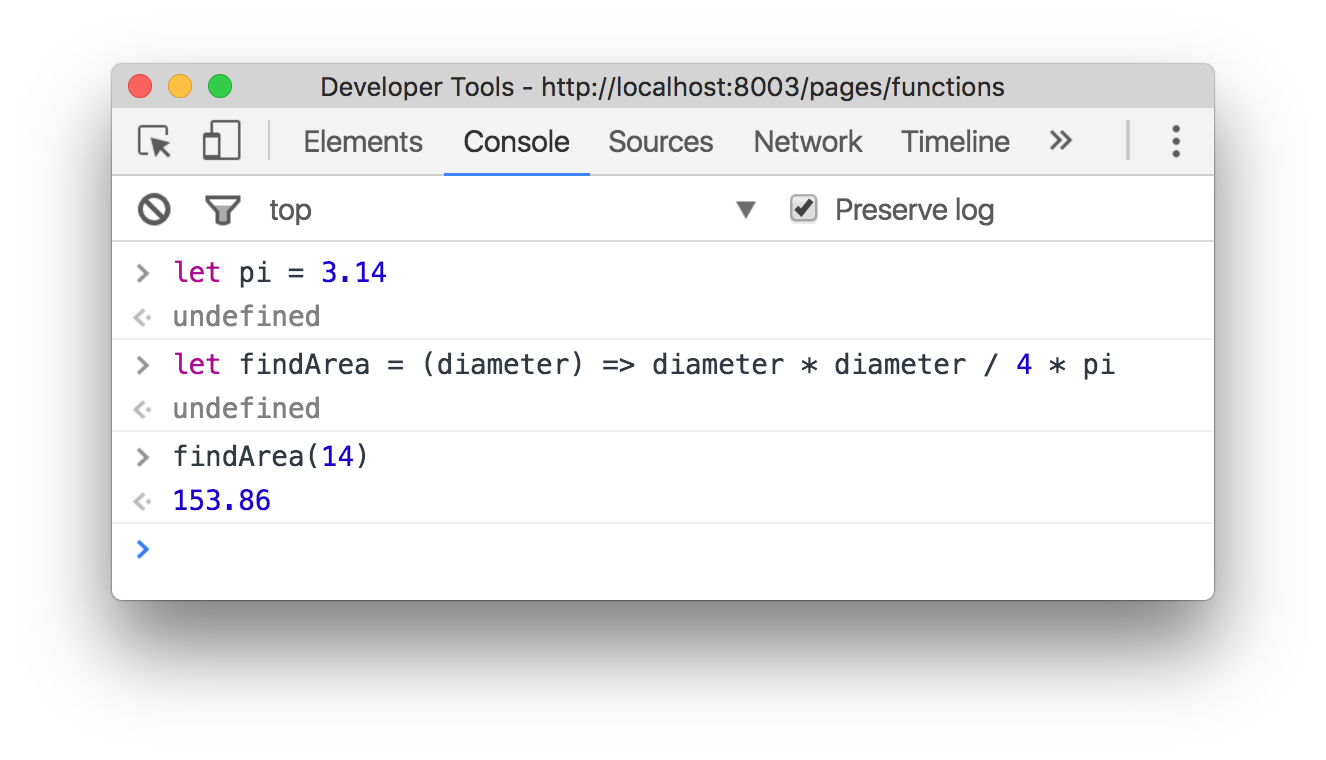 Developer Tools - http://localhost:8003/pages/functions
Elements Console Sources Network Timeline »
top ▼ Preserve log
> let pi = 3.14
undefined
> let findArea = (diameter) => diameter * diameter / 4 * pi
undefined
> findArea(14)
153.86
>